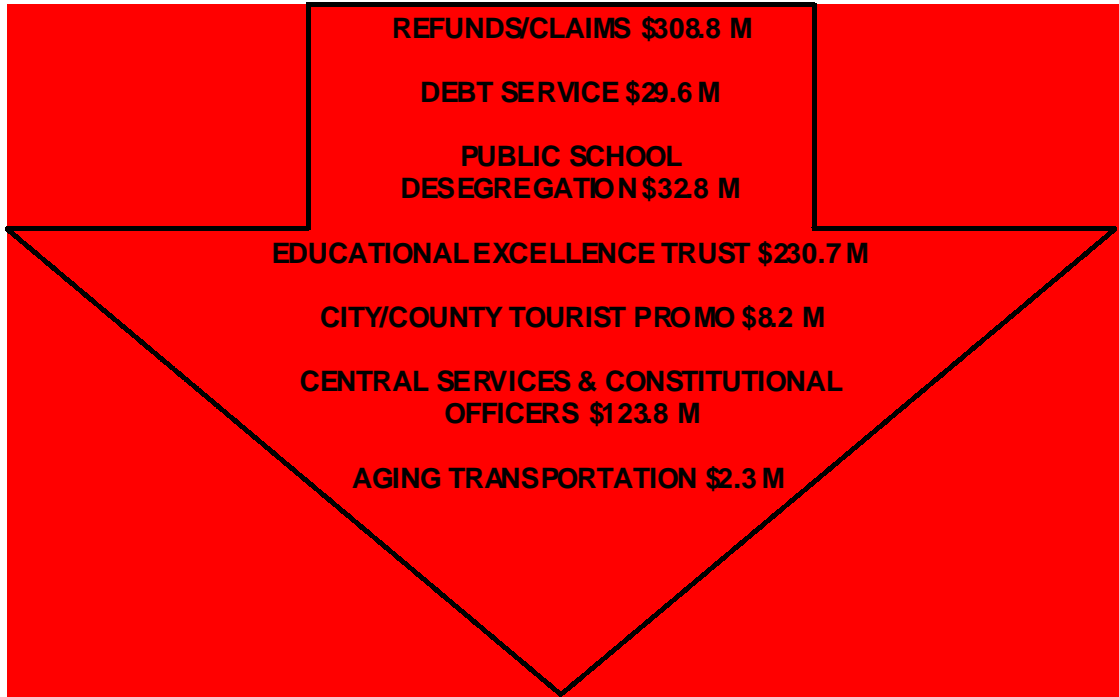 REFUNDS/CLAIMS $308.8 M
DEBT SERVICE $29.6 M
PUBLIC SCHOOL
DESEGREGATION $32.8 M
EDUCATIONAL EXCELLENCE TRUST $230.7 M
CITY/COUNTY TOURIST PROMO $8.2 M
CENTRAL SERVICES & CONSTITUTIONAL
OFFICERS $123.8 M
AGING TRANSPORTATION $2.3 M